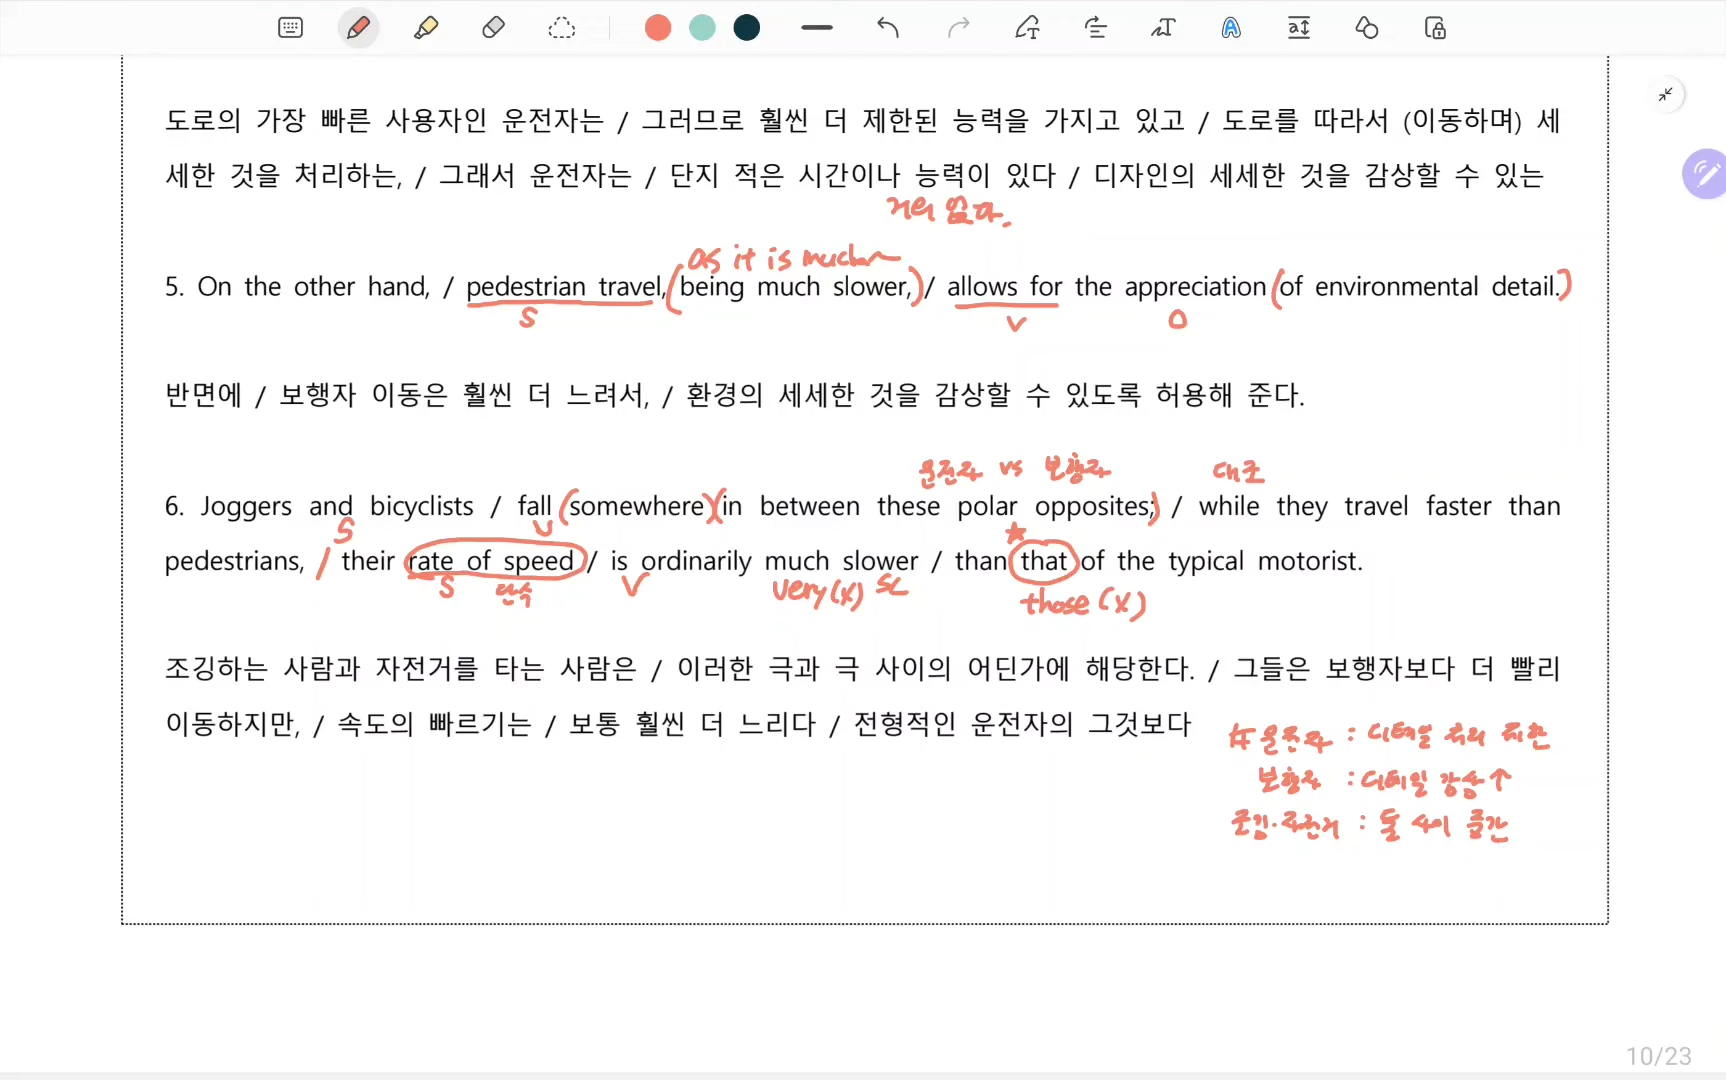 도로의 가장 빠른 사용자인 운전자는 / 그러므로 훨씬 더 제한된 능력을 가지고 있고 / 도로를 따라서 (이동하며) 세
세한 것을 처리하는, / 그래서 운전자는 / 단지 적은 시간이나 능력이 있다 / 디자인의 세세한 것을 감상할 수 있는
거의 없다.
as it is much~
5. On the other hand, / pedestrian travel, (being much slower,) / allows for the appreciation (of environmental detail.)
S V O
반면에 / 보행자 이동은 훨씬 더 느려서, / 환경의 세세한 것을 감상할 수 있도록 허용해 준다.
운전자 vs 보행자 대조
6. Joggers and bicyclists / fall (somewhere) (in between these polar opposites;) / while they travel faster than
S V ★
pedestrians, / their rate of speed / is ordinarily much slower / than that of the typical motorist.
S 단수 V very(X) SC those (X)
조깅하는 사람과 자전거를 타는 사람은 / 이러한 극과 극 사이의 어딘가에 해당한다. / 그들은 보행자보다 더 빨리
이동하지만, / 속도의 빠르기는 / 보통 훨씬 더 느리다 / 전형적인 운전자의 그것보다
# 운전자 : 디테일 처리 제한
보행자 : 디테일 감상 ↑
조깅·자전거 : 둘 사이 중간
10/23